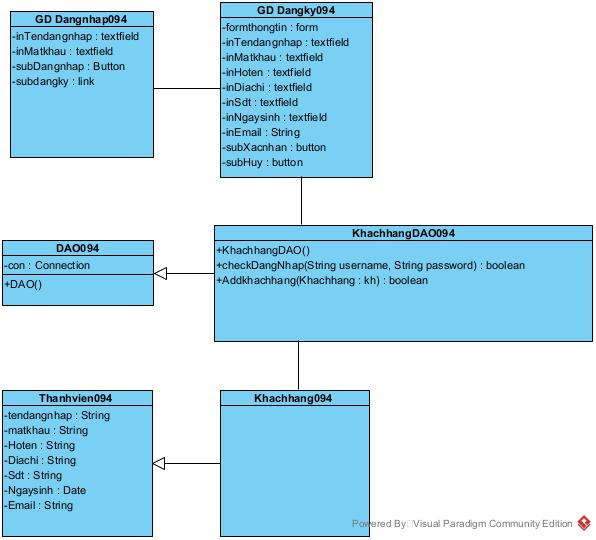 GD Dangnhap094
-inTendangnhap : textfield
-inMatkhau : textfield
-subDangnhap : Button
-subdangky : link
GD Dangky094
-formthongtin : form
-inTendangnhap : textfield
-inMatkhau : textfield
-inHoten : textfield
-inDiachi : textfield
-inSdt : textfield
-inNgaysinh : textfield
-inEmail : String
-subXacnhan : button
-subHuy : button
DAO094
-con : Connection
+DAO()
KhachhangDAO094
+KhachhangDAO()
+checkDangNhap(String username, String password) : boolean
+Addkhachhang(Khachhang : kh) : boolean
Thanhvien094
-tendangnhap : String
-matkhau : String
-Hoten : String
-Diachi : String
-Sdt : String
-Ngaysinh : Date
-Email : String
Khachhang094
Powered By Visual Paradigm Community Edition